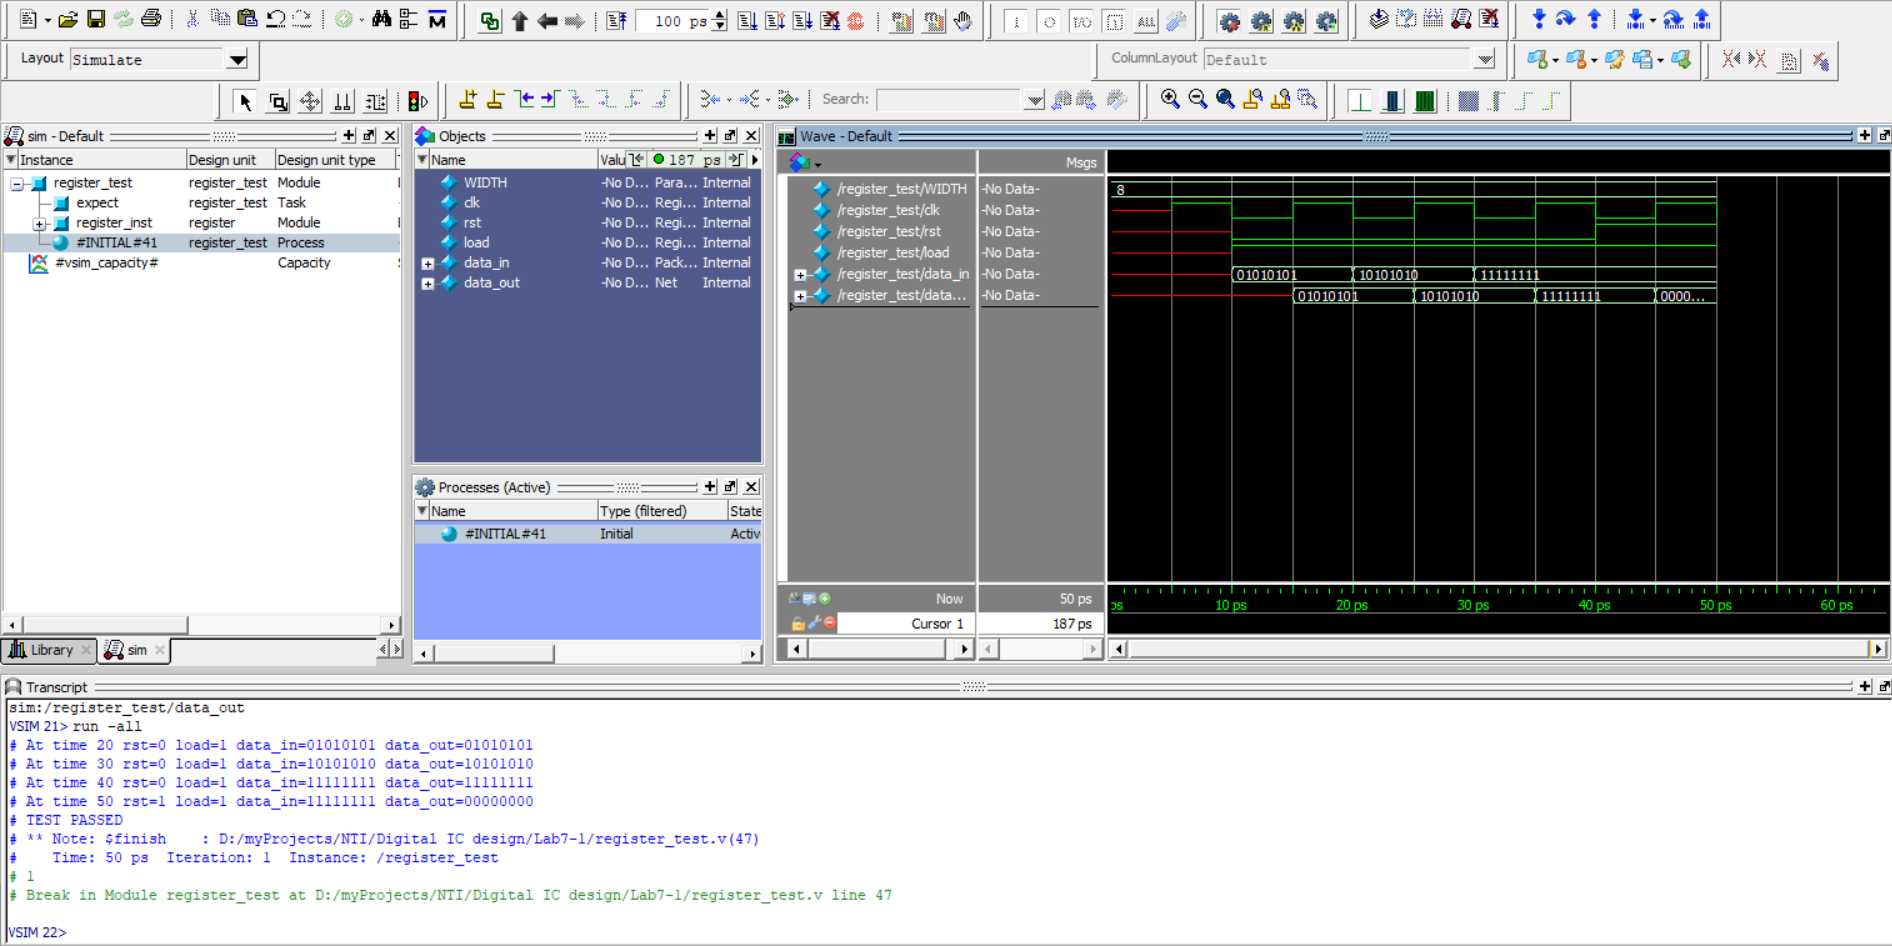 100 ps
I/O
ALL
Layout Simulate
ColumnLayout Default
Search:
sim - Default
Instance Design unit Design unit type
register_test register_test Module
expect register_test Task
register_inst register Module
#INITIAL#41 register_test Process
#vsim_capacity# Capacity
Library sim
Objects
Name Valu 187 ps
WIDTH -No D... Para... Internal
clk -No D... Regi... Internal
rst -No D... Regi... Internal
load -No D... Regi... Internal
data_in -No D... Pack... Internal
data_out -No D... Net Internal
Processes (Active)
Name Type (filtered) State
#INITIAL#41 Initial Activ
Wave - Default
Msgs
/register_test/WIDTH -No Data- 8
/register_test/clk -No Data-
/register_test/rst -No Data-
/register_test/load -No Data-
/register_test/data_in -No Data- 01010101 10101010 11111111
/register_test/data... -No Data- 01010101 10101010 11111111 0000...
Now 50 ps
ps 10 ps 20 ps 30 ps 40 ps 50 ps 60 ps
Cursor 1 187 ps
Transcript
sim:/register_test/data_out
VSIM 21> run -all
# At time 20 rst=0 load=1 data_in=01010101 data_out=01010101
# At time 30 rst=0 load=1 data_in=10101010 data_out=10101010
# At time 40 rst=0 load=1 data_in=11111111 data_out=11111111
# At time 50 rst=1 load=1 data_in=11111111 data_out=00000000
# TEST PASSED
# ** Note: $finish    : D:/myProjects/NTI/Digital IC design/Lab7-1/register_test.v(47)
#    Time: 50 ps  Iteration: 1  Instance: /register_test
# 1
# Break in Module register_test at D:/myProjects/NTI/Digital IC design/Lab7-1/register_test.v line 47
VSIM 22>